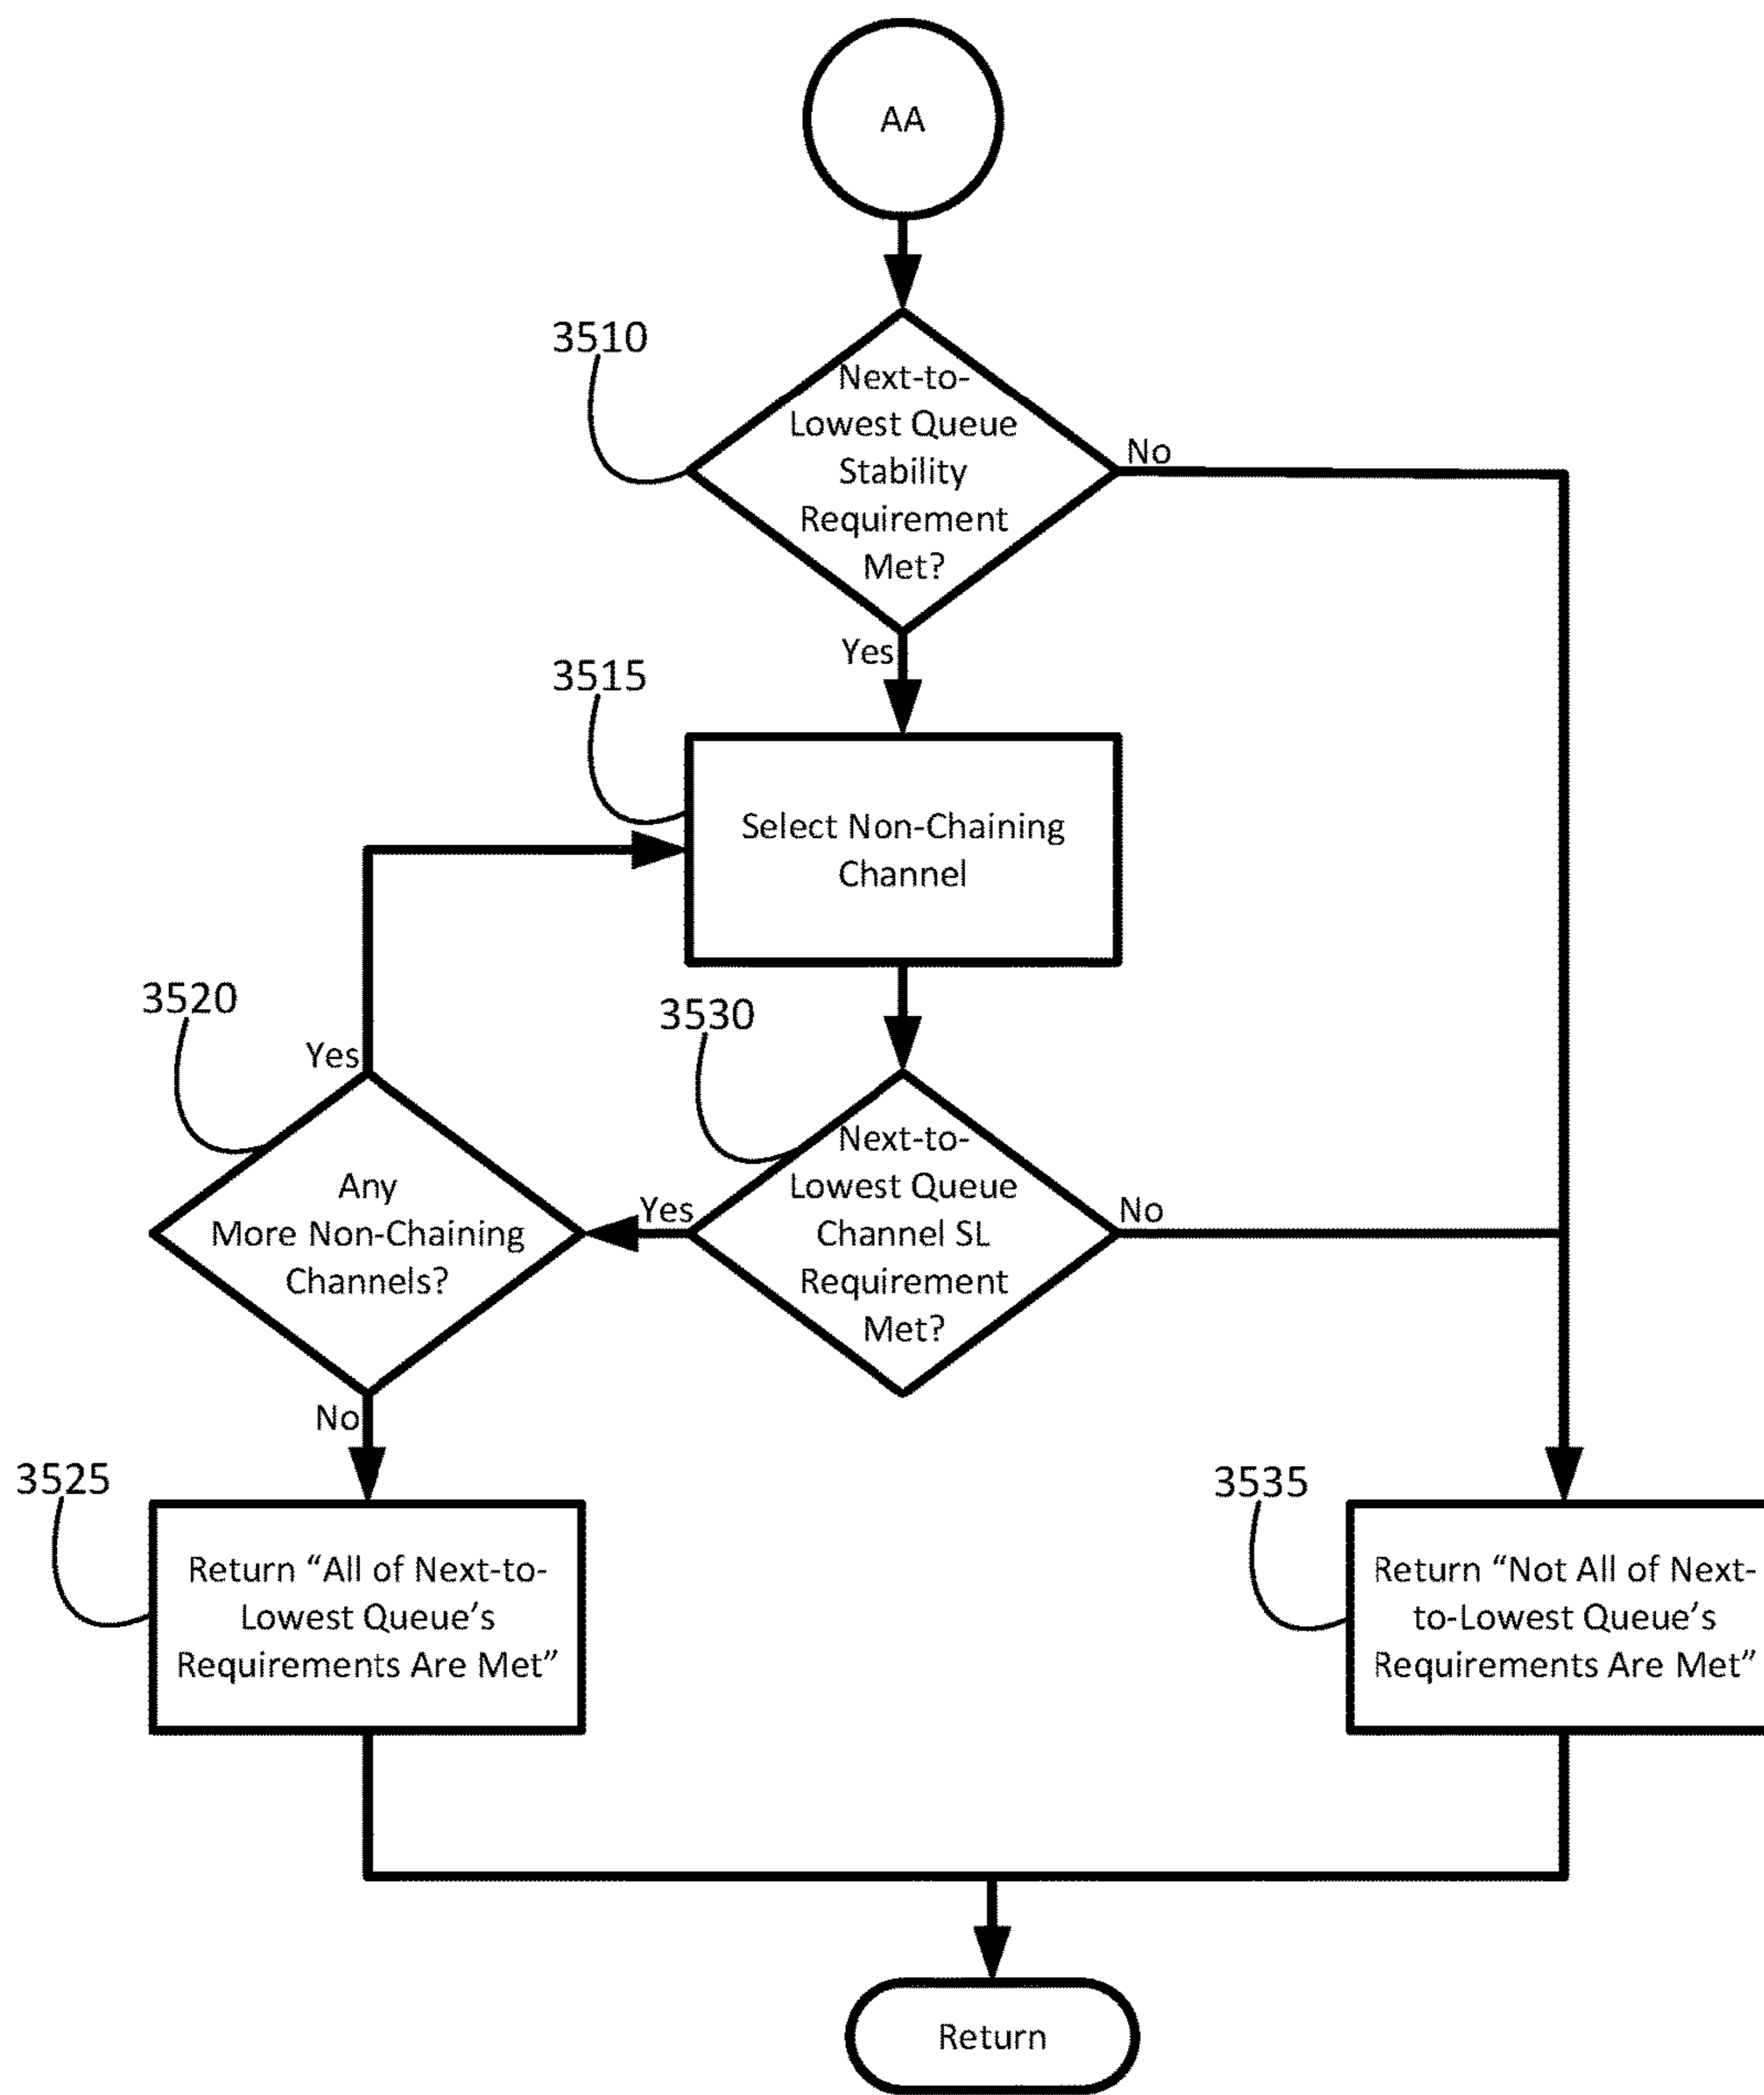 AA
3510
Next-to-
Lowest Queue
Stability
Requirement
Met?
No
Yes
3515
Select Non-Chaining
Channel
3520
3530
Yes
Any
More Non-Chaining
Channels?
Yes
Next-to-
Lowest Queue
Channel SL
Requirement
Met?
No
No
3525
3535
Return “All of Next-to-
Lowest Queue’s
Requirements Are Met”
Return “Not All of Next-
to-Lowest Queue’s
Requirements Are Met”
Return